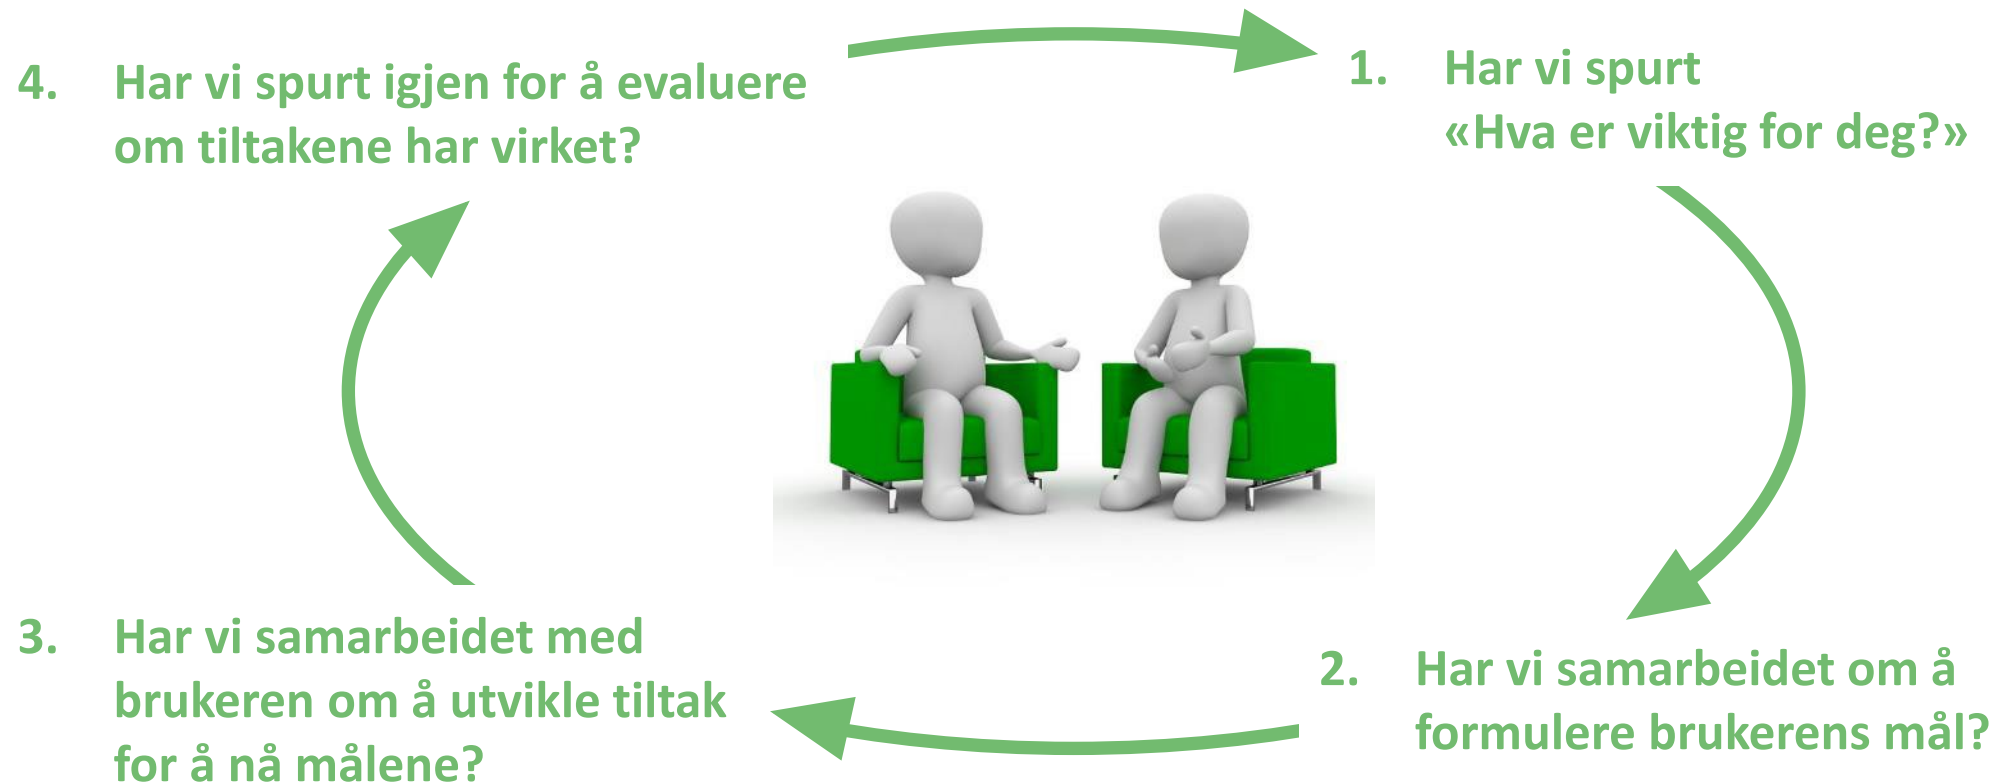 1. Har vi spurt
«Hva er viktig for deg?»
2. Har vi samarbeidet om å
formulere brukerens mål?
3. Har vi samarbeidet med
brukeren om å utvikle tiltak
for å nå målene?
4. Har vi spurt igjen for å evaluere
om tiltakene har virket?